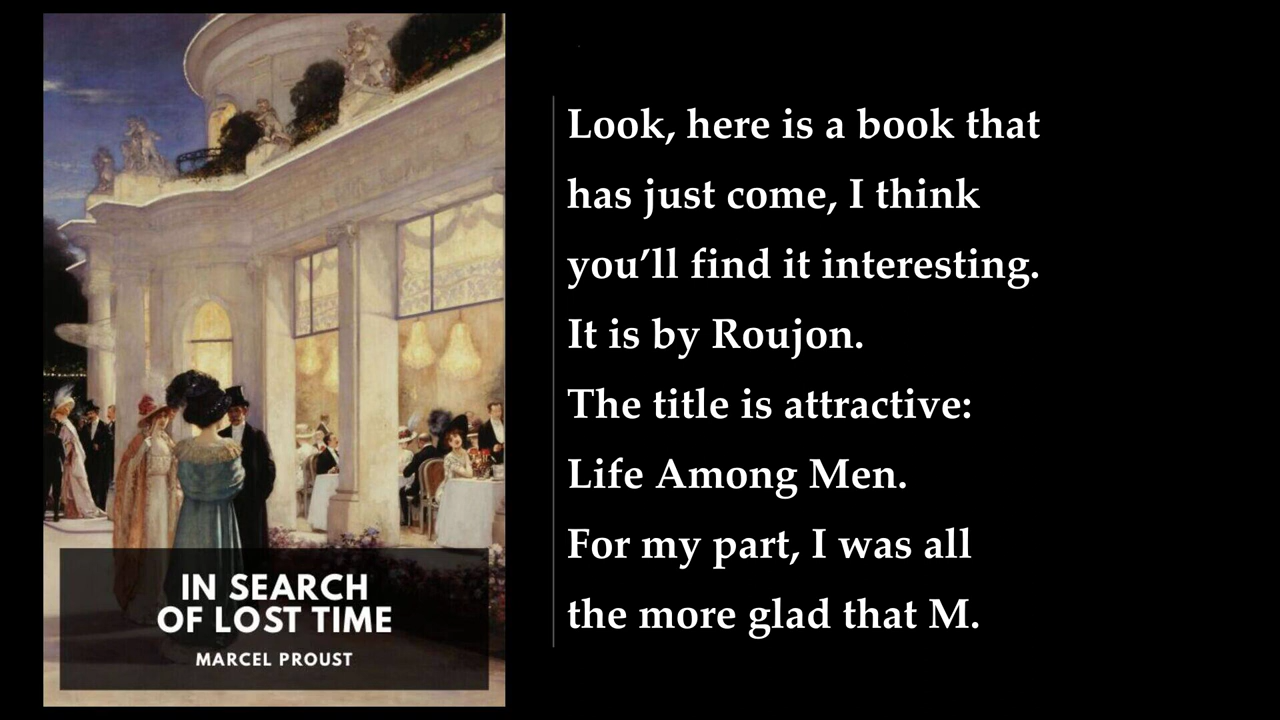 IN SEARCH
OF LOST TIME
MARCEL PROUST
Look, here is a book that
has just come, I think
you’ll find it interesting.
It is by Roujon.
The title is attractive:
Life Among Men.
For my part, I was all
the more glad that M.